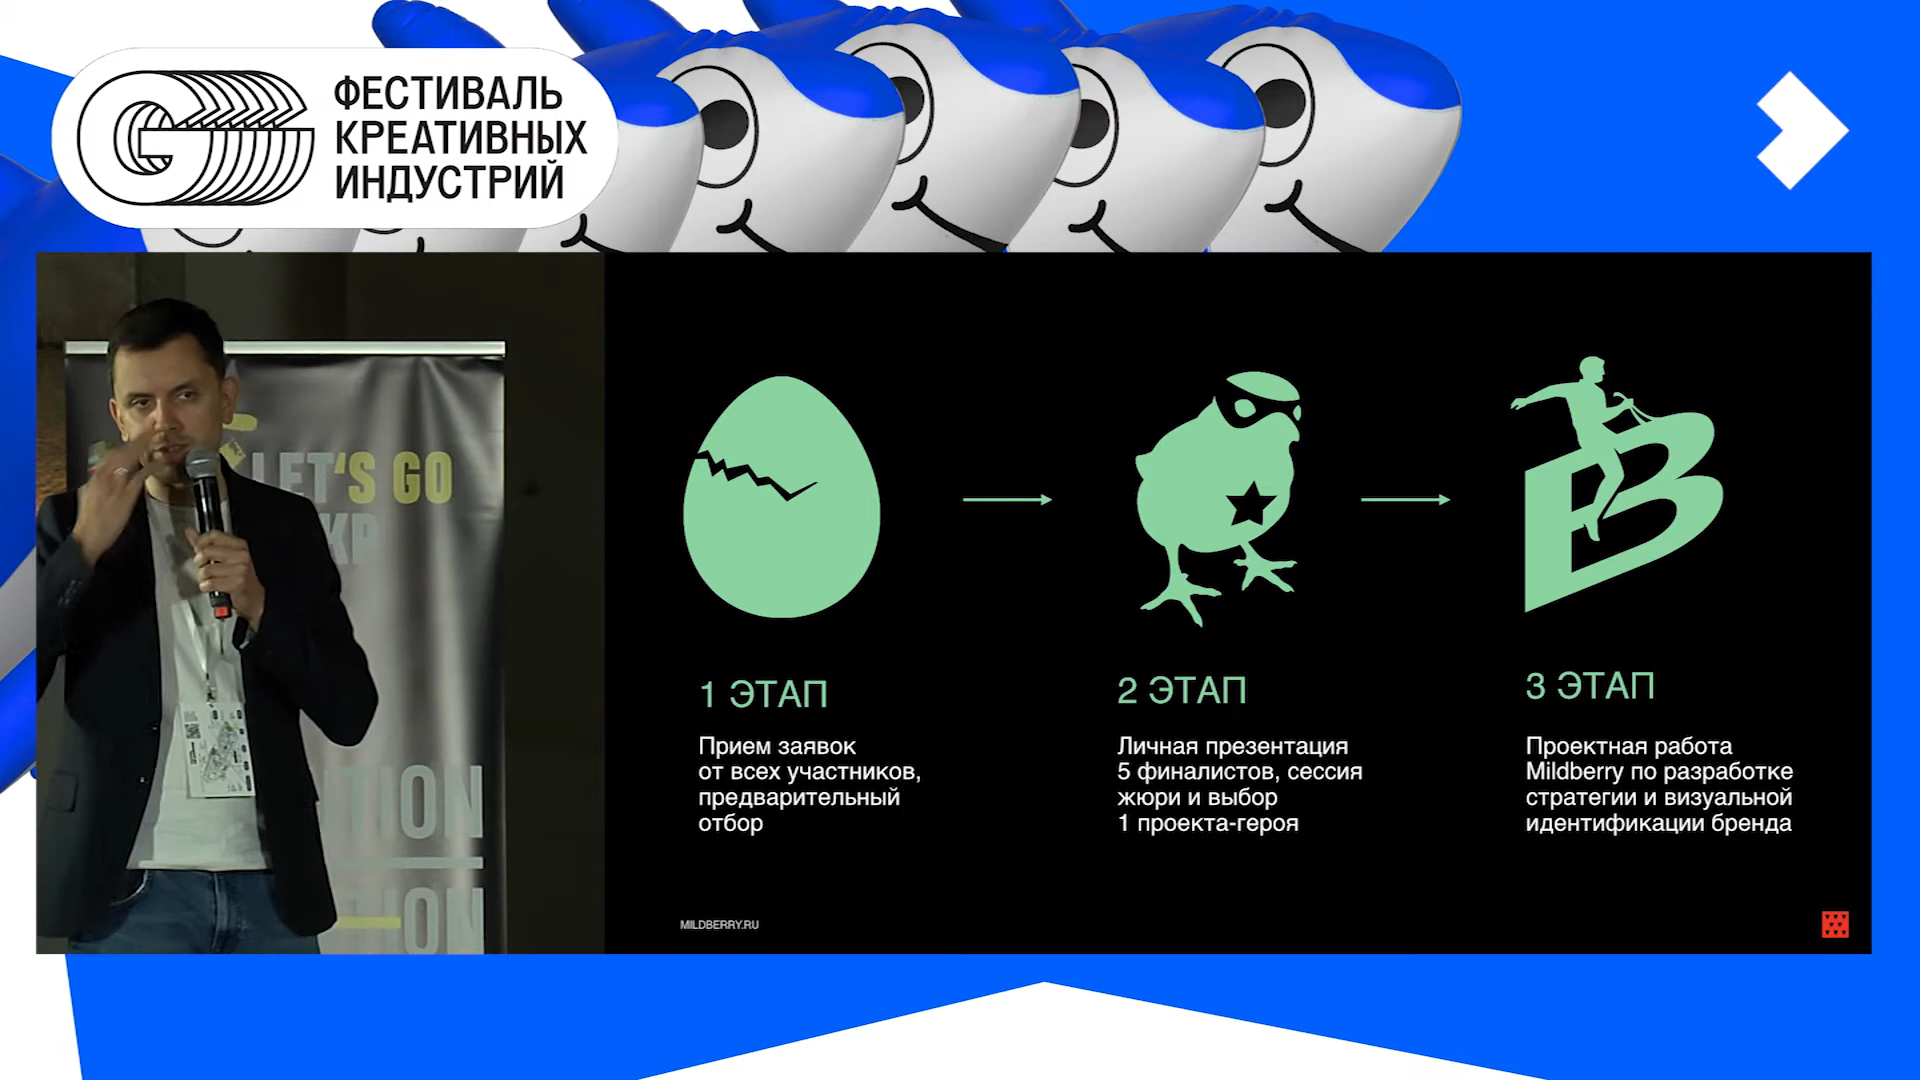 ФЕСТИВАЛЬ
КРЕАТИВНЫХ
ИНДУСТРИЙ
LET'S GO
1 ЭТАП
Прием заявок
от всех участников,
предварительный
отбор
2 ЭТАП
Личная презентация
5 финалистов, сессия
жюри и выбор
1 проекта-героя
3 ЭТАП
Проектная работа
Mildberry по разработке
стратегии и визуальной
идентификации бренда
MILDBERRY.RU